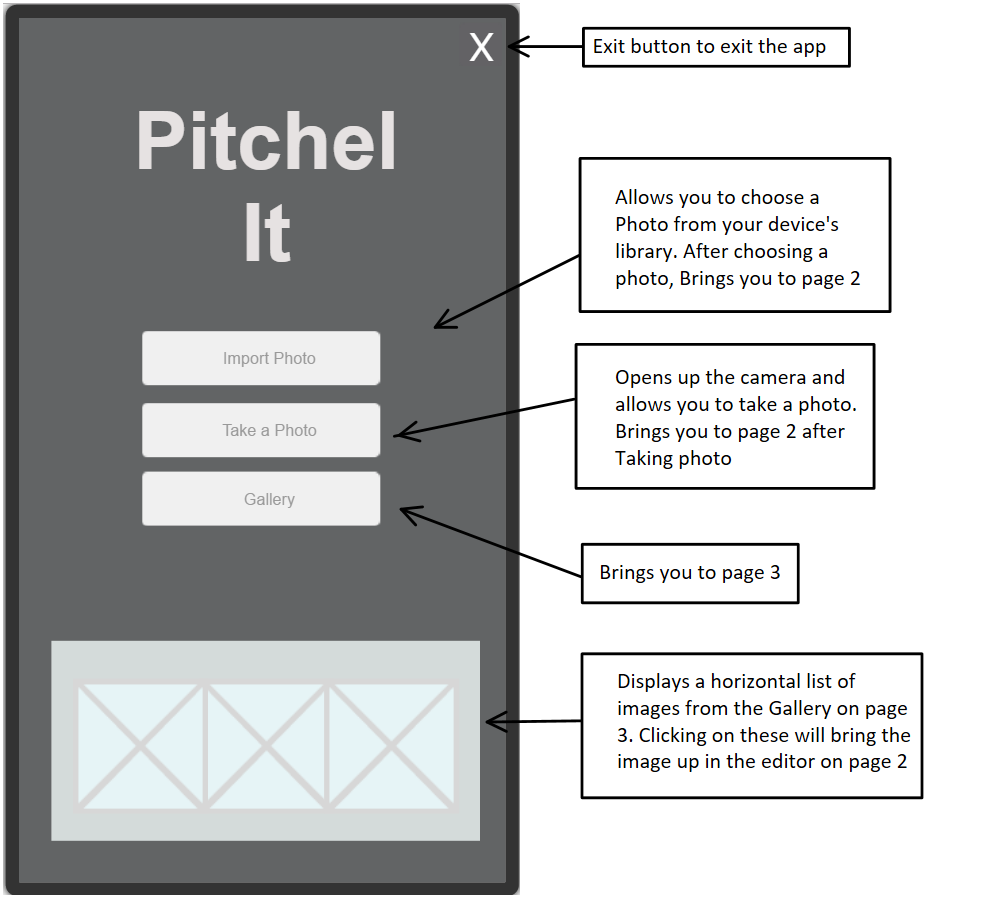 X
Exit button to exit the app
Pitchel
It
Allows you to choose a
Photo from your device's
library. After choosing a
photo, Brings you to page 2
Import Photo
Opens up the camera and
allows you to take a photo.
Brings you to page 2 after
Taking photo
Take a Photo
Gallery
Brings you to page 3
Displays a horizontal list of
images from the Gallery on page
3. Clicking on these will bring the
image up in the editor on page 2